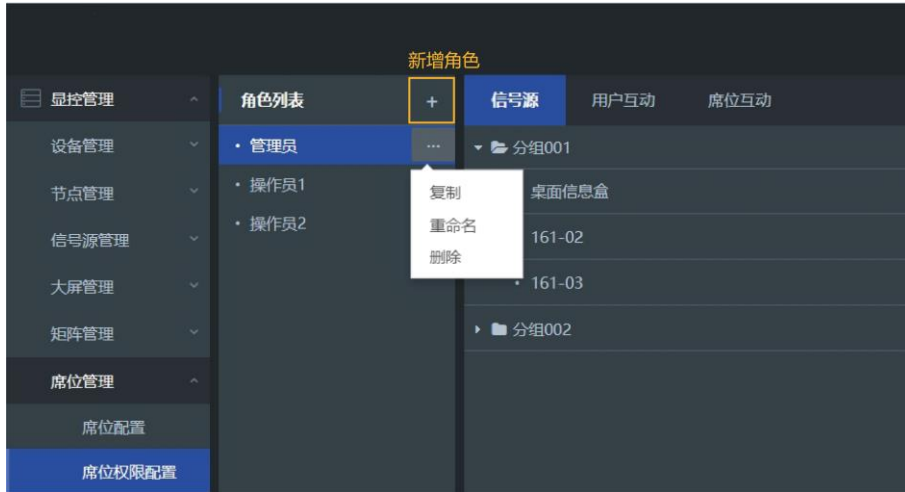 新增角色
显控管理
角色列表
+
信号源
用户互动
席位互动
设备管理
管理员
...
分组001
节点管理
操作员1
复制
桌面信息盒
信号源管理
操作员2
重命名
161-02
删除
大屏管理
161-03
矩阵管理
分组002
席位管理
席位配置
席位权限配置